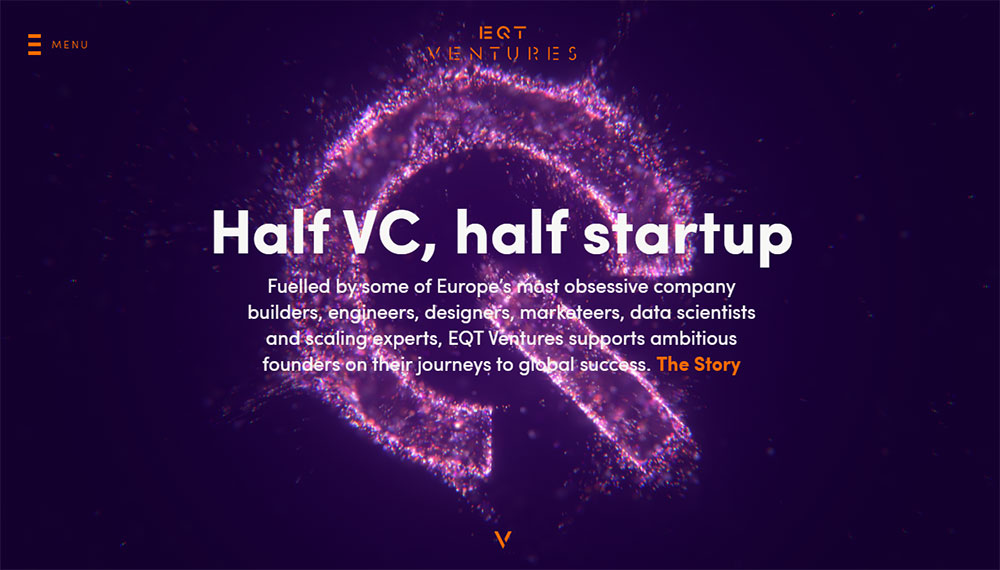 MENU
EQT
VENTURES
Half VC, half startup
Fuelled by some of Europe's most obsessive company
builders, engineers, designers, marketeers, data scientists
and scaling experts, EQT Ventures supports ambitious
founders on their journeys to global success. The Story